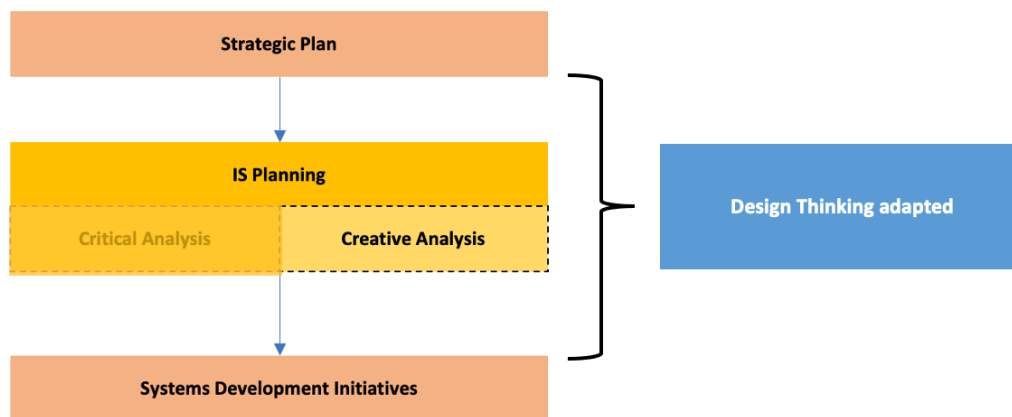 Strategic Plan
IS Planning
Critical Analysis
Creative Analysis
Design Thinking adapted
Systems Development Initiatives